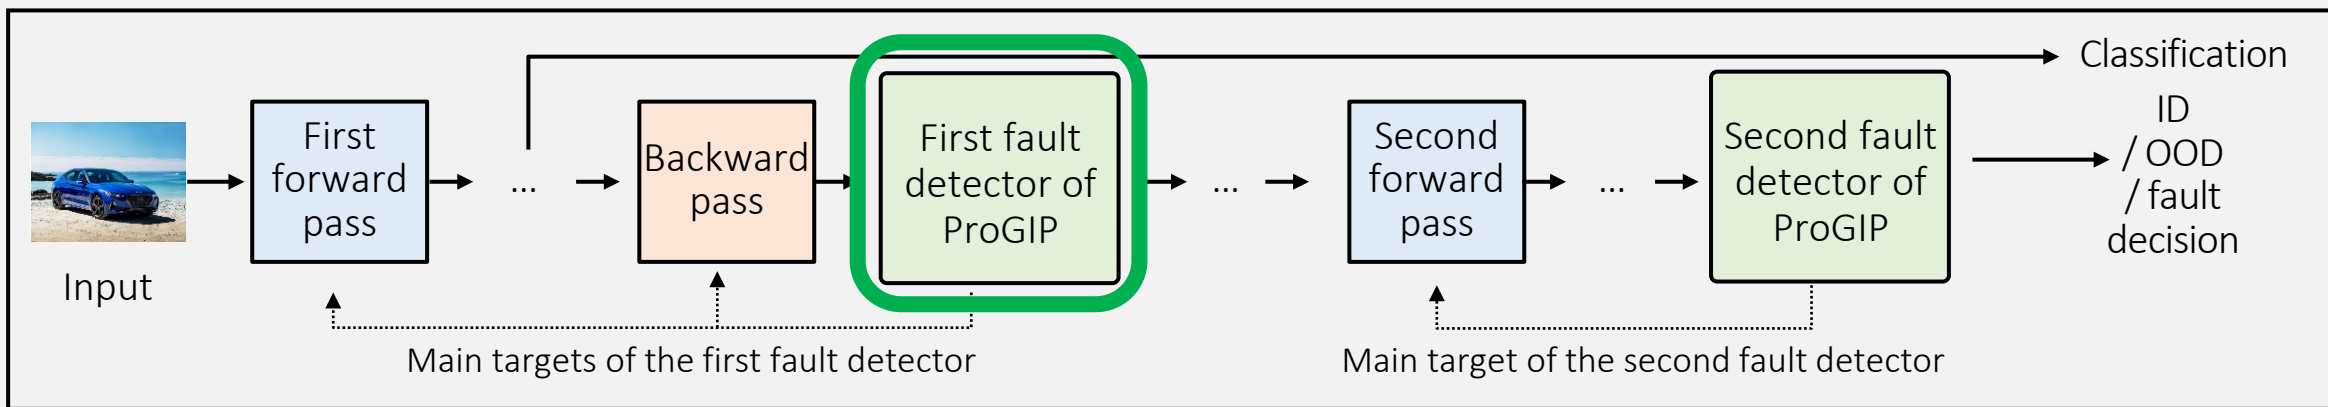 Input
First
forward
pass
...
Backward
pass
First fault
detector of
ProGIP
...
Second
forward
pass
...
Second fault
detector of
ProGIP
Classification
ID
/ OOD
/ fault
decision
Main targets of the first fault detector
Main target of the second fault detector